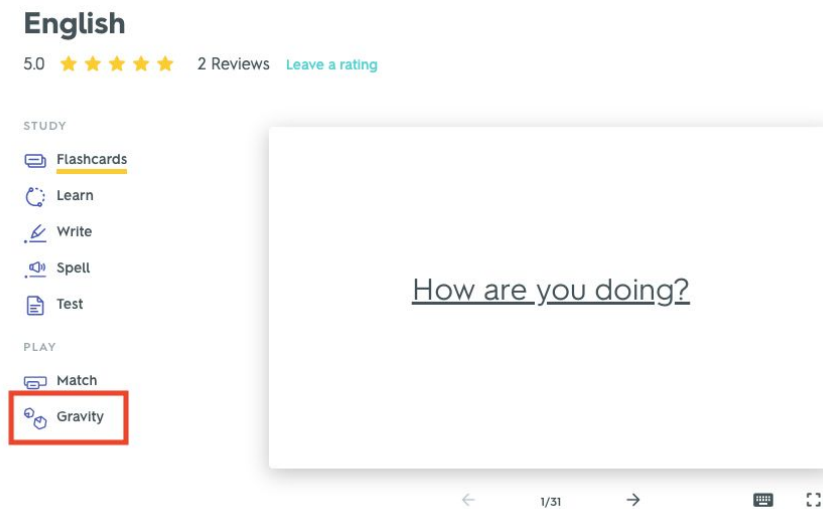 English
5.0 2 Reviews Leave a rating
STUDY
Flashcards
Learn
Write
Spell
Test
PLAY
Match
Gravity
How are you doing?
1/31